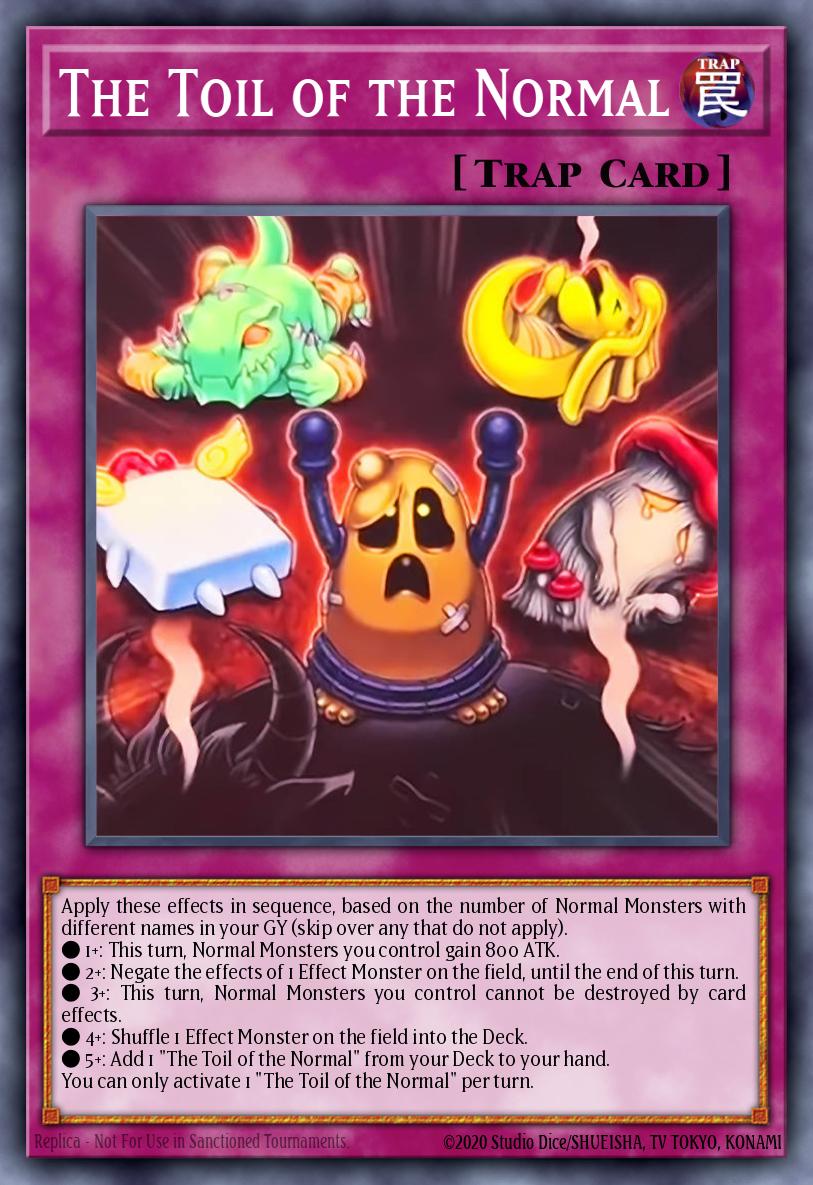 The Toil of the Normal
TRAP
罠
[Trap Card]
Apply these effects in sequence, based on the number of Normal Monsters with
different names in your GY (skip over any that do not apply).
● 1+: This turn, Normal Monsters you control gain 800 ATK.
● 2+: Negate the effects of 1 Effect Monster on the field, until the end of this turn.
● 3+: This turn, Normal Monsters you control cannot be destroyed by card
effects.
● 4+: Shuffle 1 Effect Monster on the field into the Deck.
● 5+: Add 1 "The Toil of the Normal" from your Deck to your hand.
You can only activate 1 "The Toil of the Normal" per turn.
Replica - Not For Use in Sanctioned Tournaments.
©2020 Studio Dice/SHUEISHA, TV TOKYO, KONAMI